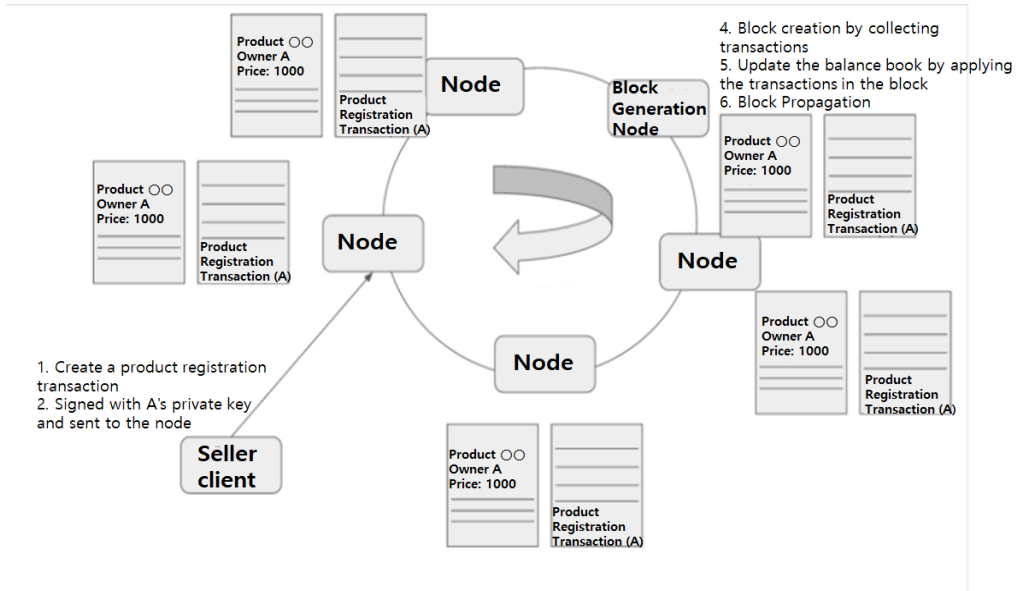 Product ○○
Owner A
Price: 1000
Product
Registration
Transaction (A)
Node
Block
Generation
Node
4. Block creation by collecting
transactions
5. Update the balance book by applying
the transactions in the block
6. Block Propagation
Product ○○
Owner A
Price: 1000
Product
Registration
Transaction (A)
Product ○○
Owner A
Price: 1000
Product
Registration
Transaction (A)
Node
Node
Product ○○
Owner A
Price: 1000
Product
Registration
Transaction (A)
Node
1. Create a product registration
transaction
2. Signed with A's private key
and sent to the node
Seller
client
Product ○○
Owner A
Price: 1000
Product
Registration
Transaction (A)